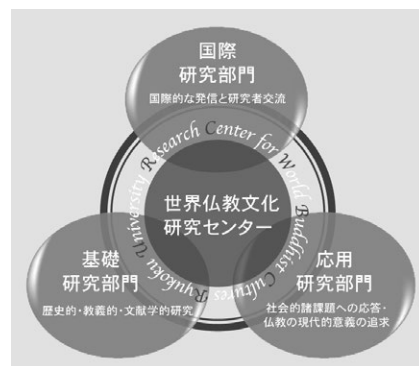 国際
研究部門
国際的な発信と研究者交流
Ryukoku University Research Center for World Buddhist Cultures
世界仏教文化
研究センター
基礎
研究部門
歴史的・教義的・文献学的研究
応用
研究部門
社会的諸課題への応答・
仏教の現代的意義の追求